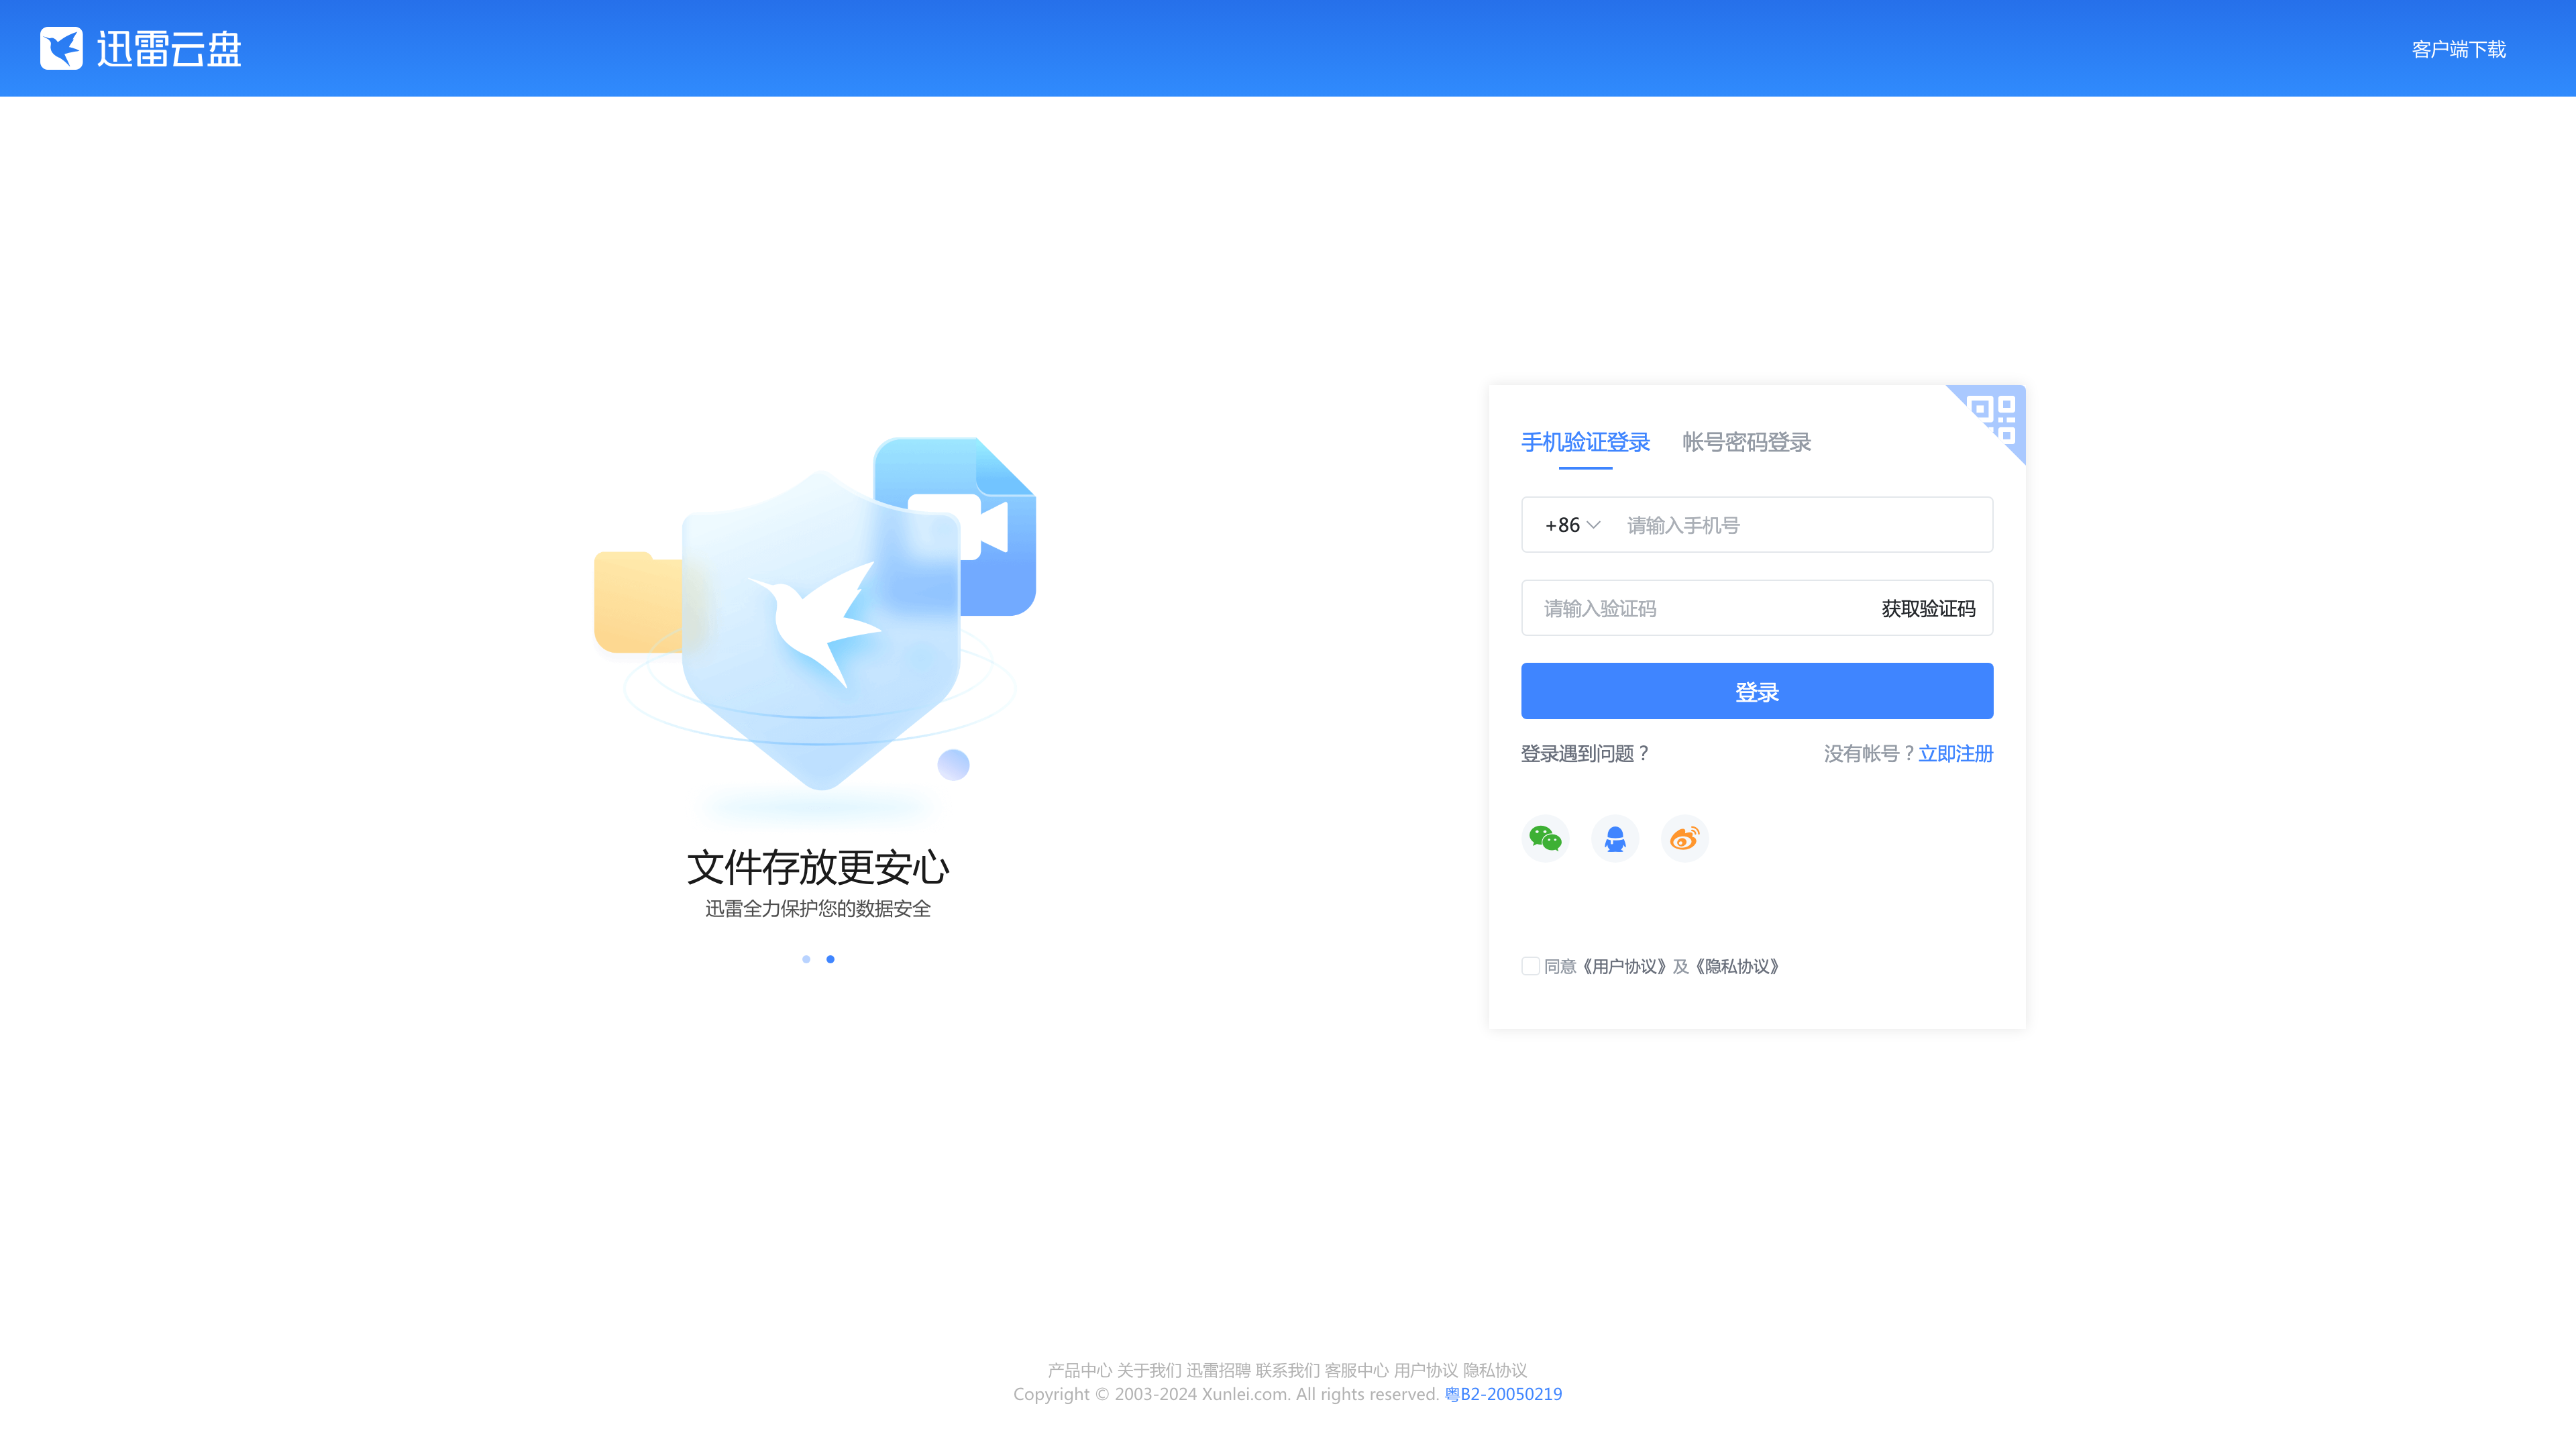 迅雷云盘
客户端下载
文件存放更安心
迅雷全力保护您的数据安全
手机验证登录 帐号密码登录
+86 请输入手机号
请输入验证码 获取验证码
登录
登录遇到问题？ 没有帐号？立即注册
同意《用户协议》及《隐私协议》
产品中心 关于我们 迅雷招聘 联系我们 客服中心 用户协议 隐私协议
Copyright © 2003-2024 Xunlei.com. All rights reserved. 粤B2-20050219